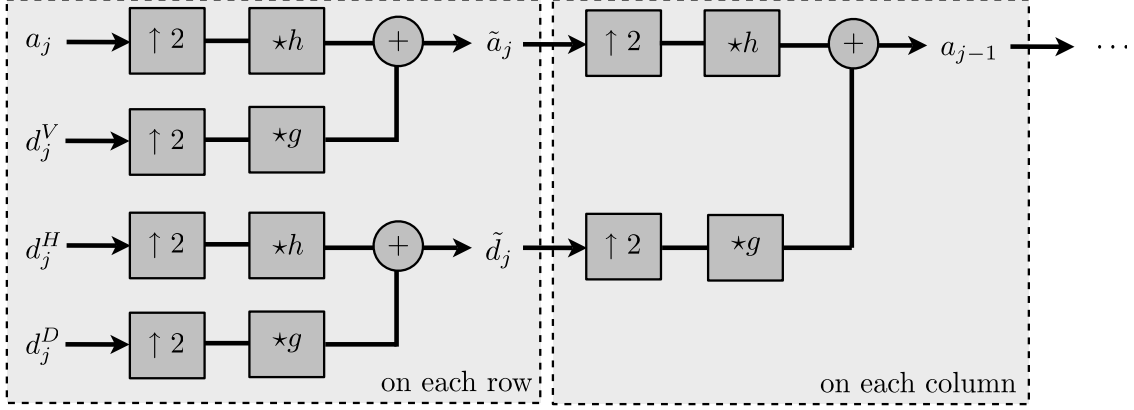 a_j ↑ 2 ⋆h + ã_j ↑ 2 ⋆h + a_{j−1} ⋯
d_j^V ↑ 2 ⋆g
d_j^H ↑ 2 ⋆h + d̃_j ↑ 2 ⋆g
d_j^D ↑ 2 ⋆g
on each row on each column